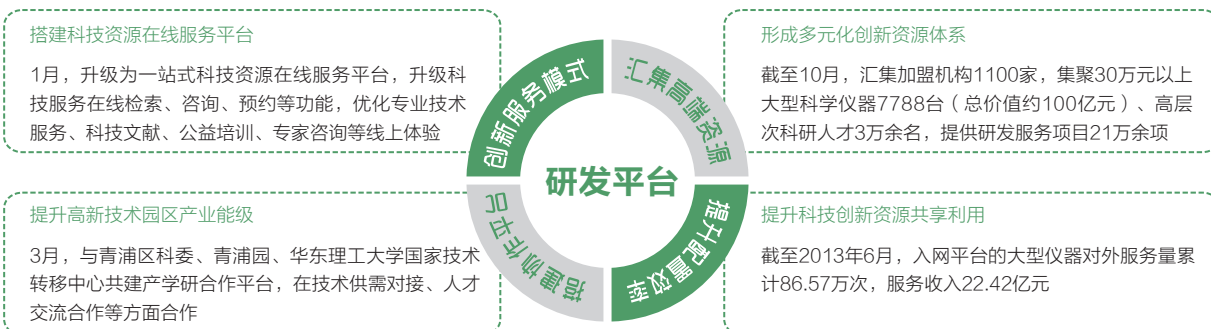 搭建科技资源在线服务平台
1月，升级为一站式科技资源在线服务平台，升级科
技服务在线检索、咨询、预约等功能，优化专业技术
服务、科技文献、公益培训、专家咨询等线上体验
形成多元化创新资源体系
截至10月，汇集加盟机构1100家，集聚30万元以上
大型科学仪器7788台（总价值约100亿元）、高层
次科研人才3万余名，提供研发服务项目21万余项
创新服务模式
汇集高端资源
研发平台
搭建协作平台
提升配置效率
提升高新技术园区产业能级
3月，与青浦区科委、青浦园、华东理工大学国家技术
转移中心共建产学研合作平台，在技术供需对接、人才
交流合作等方面合作
提升科技创新资源共享利用
截至2013年6月，入网平台的大型仪器对外服务量累
计86.57万次，服务收入22.42亿元